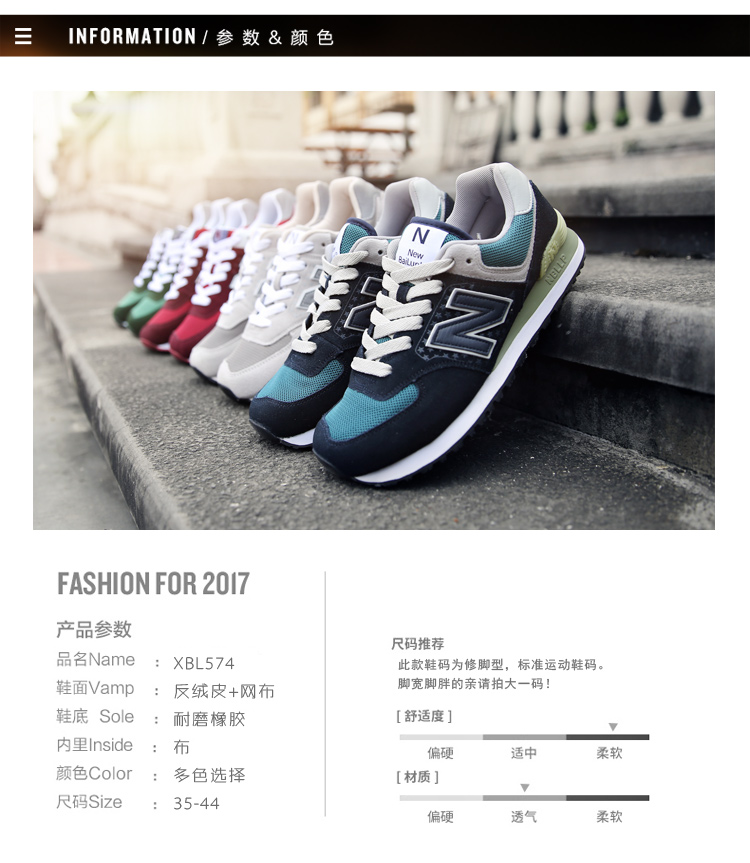 INFORMATION / 参数&颜色
N
New
NBLLP
N
FASHION FOR 2017
产品参数
品名Name : XBL574
鞋面Vamp : 反绒皮+网布
鞋底 Sole : 耐磨橡胶
内里Inside : 布
颜色Color : 多色选择
尺码Size : 35-44
尺码推荐
此款鞋码为修脚型，标准运动鞋码。
脚宽脚胖的亲请拍大一码！
[ 舒适度 ]
偏硬 适中 柔软
[ 材质 ]
偏硬 透气 柔软